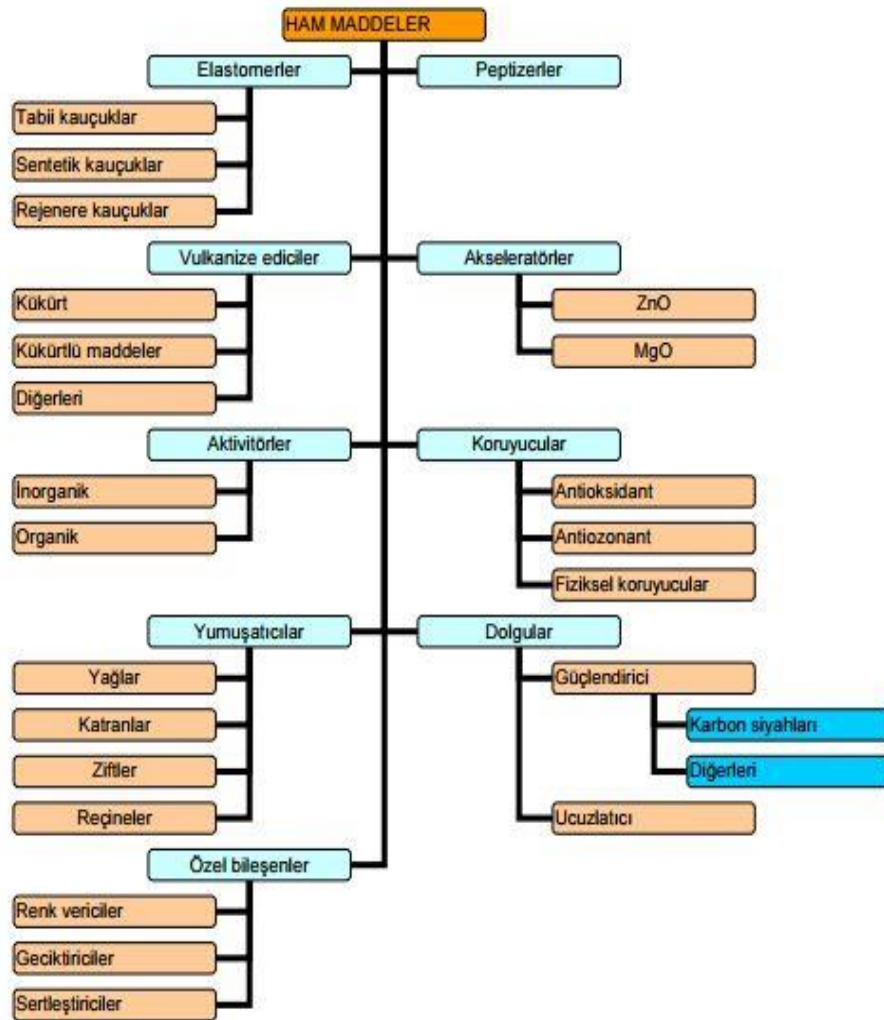 HAM MADDELER
Elastomerler
Peptizerler
Tabii kauçuklar
Sentetik kauçuklar
Rejenere kauçuklar
Vulkanize ediciler
Akseleratörler
Kükürt
ZnO
Kükürtlü maddeler
MgO
Diğerleri
Aktivitörler
Koruyucular
İnorganik
Antioksidant
Organik
Antiozonant
Fiziksel koruyucular
Yumuşatıcılar
Dolgular
Yağlar
Güçlendirici
Katranlar
Karbon siyahları
Ziftler
Diğerleri
Reçineler
Ucuzlatıcı
Özel bileşenler
Renk vericiler
Geciktiriciler
Sertleştiriciler